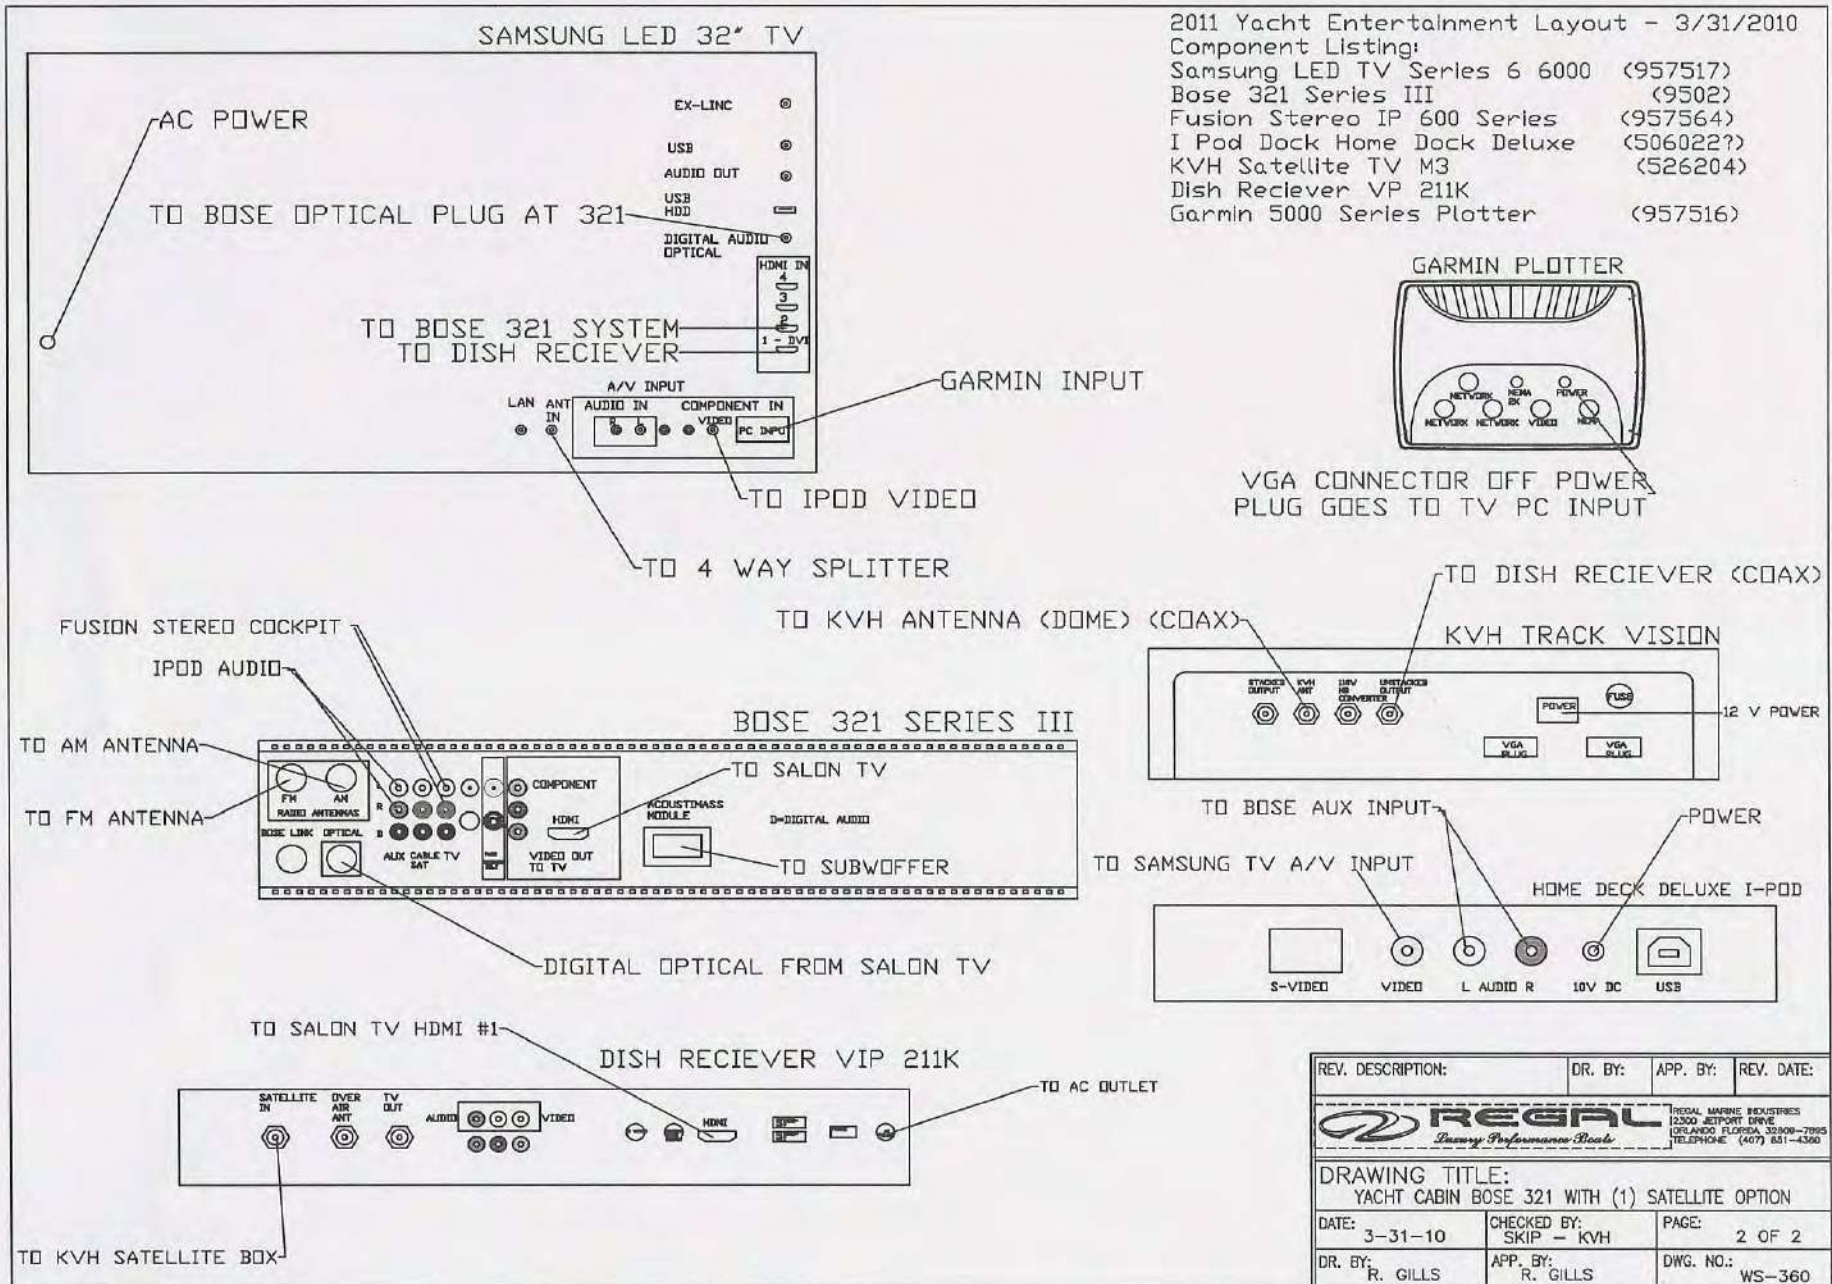 SAMSUNG LED 32" TV
AC POWER
EX-LINC
USB
AUDIO OUT
USB
HDD
TO BOSE OPTICAL PLUG AT 321
DIGITAL AUDIO
OPTICAL
HDMI IN
4
3
2
TO BOSE 321 SYSTEM
1 - DVI
TO DISH RECIEVER
A/V INPUT
LAN
ANT
IN
AUDIO IN
COMPONENT IN
R L
VIDEO
PC INPUT
GARMIN INPUT
TO IPOD VIDEO
TO 4 WAY SPLITTER
2011 Yacht Entertainment Layout - 3/31/2010
Component Listing:
Samsung LED TV Series 6 6000 (957517)
Bose 321 Series III (9502)
Fusion Stereo IP 600 Series (957564)
I Pod Dock Home Dock Deluxe (506022?)
KVH Satellite TV M3 (526204)
Dish Reciever VP 211K
Garmin 5000 Series Plotter (957516)
GARMIN PLOTTER
NETWORK
NEMA
2K
POWER
NETWORK NETWORK VIDEO NEMA
VGA CONNECTOR OFF POWER
PLUG GOES TO TV PC INPUT
TO DISH RECIEVER (COAX)
TO KVH ANTENNA (DOME) (COAX)
KVH TRACK VISION
STACKED
OUTPUT
KVH
ANT
CONVERTER
UNSTACKED
OUTPUT
POWER
FUSE
12 V POWER
VGA
PLUG
VGA
PLUG
FUSION STEREO COCKPIT
IPOD AUDIO
BOSE 321 SERIES III
TO AM ANTENNA
TO FM ANTENNA
FM
AM
RADIO ANTENNAS
BOSE LINK
OPTICAL
L
R
D
AUX CABLE TV
SAT
COMPONENT
HDMI
VIDEO OUT
TO TV
TO SALON TV
ACOUSTIMASS
MODULE
D=DIGITAL AUDIO
TO SUBWOFFER
DIGITAL OPTICAL FROM SALON TV
TO BOSE AUX INPUT
POWER
TO SAMSUNG TV A/V INPUT
HOME DECK DELUXE I-POD
S-VIDEO
VIDEO
L AUDIO R
10V DC
USB
TO SALON TV HDMI #1
DISH RECIEVER VIP 211K
TO AC OUTLET
SATELLITE
IN
OVER
AIR
ANT
TV
OUT
AUDIO
VIDEO
HDMI
TO KVH SATELLITE BOX
REV. DESCRIPTION:
DR. BY:
APP. BY:
REV. DATE:
REGAL
Luxury Performance Boats
REGAL MARINE INDUSTRIES
2300 JETPORT DRIVE
ORLANDO FLORIDA 32809-7895
TELEPHONE (407) 851-4360
DRAWING TITLE:
YACHT CABIN BOSE 321 WITH (1) SATELLITE OPTION
DATE:
3-31-10
CHECKED BY:
SKIP - KVH
PAGE:
2 OF 2
DR. BY:
R. GILLS
APP. BY:
R. GILLS
DWG. NO.:
WS-360